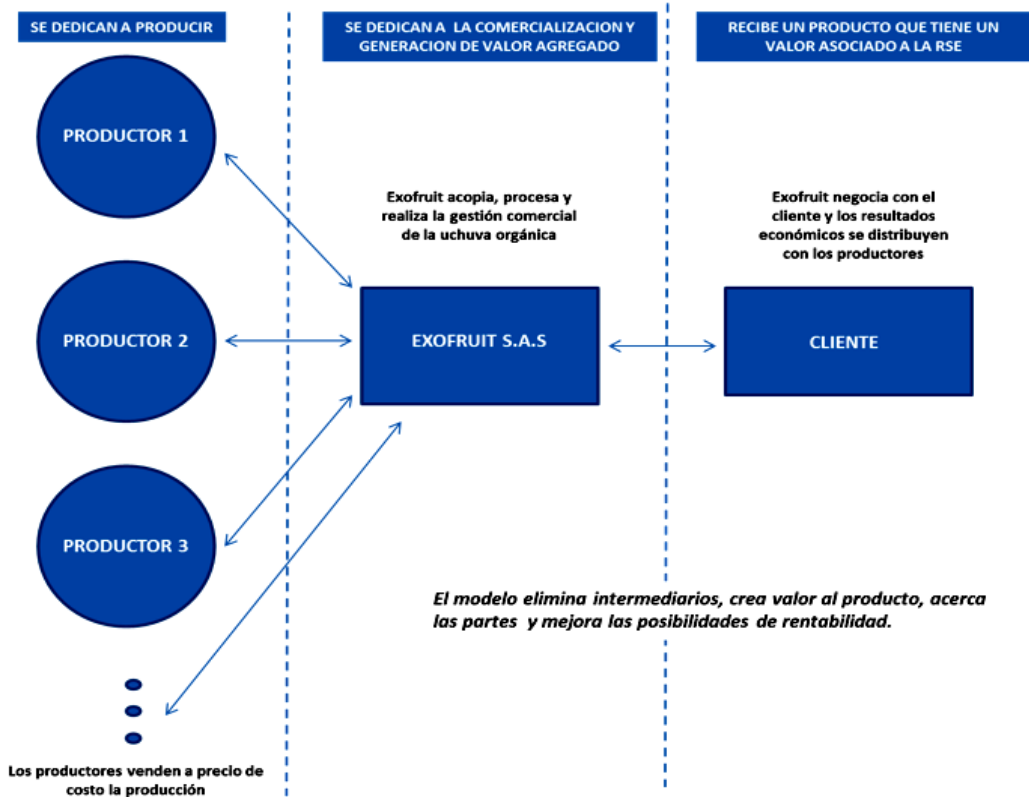 SE DEDICAN A PRODUCIR
SE DEDICAN A  LA COMERCIALIZACION Y
GENERACION DE VALOR AGREGADO
RECIBE UN PRODUCTO QUE TIENE UN
VALOR ASOCIADO A LA RSE
PRODUCTOR 1
Exofruit acopia, procesa y
realiza la gestión comercial
de la uchuva orgánica
Exofruit negocia con el
cliente y los resultados
económicos se distribuyen
con los productores
PRODUCTOR 2
EXOFRUIT S.A.S
CLIENTE
PRODUCTOR 3
El modelo elimina intermediarios, crea valor al producto, acerca
las partes  y mejora las posibilidades de rentabilidad.
Los productores venden a precio de
costo la producción